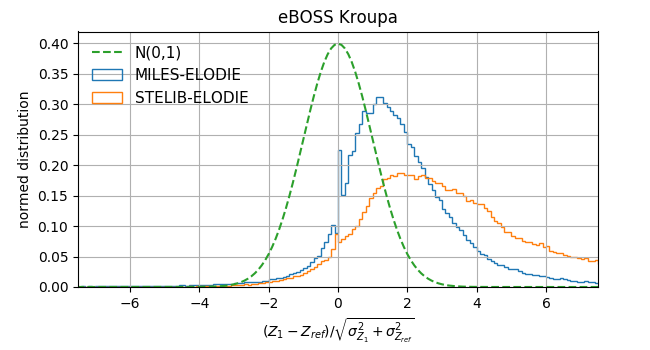 eBOSS Kroupa
0.40
0.35
0.30
0.25
0.20
0.15
0.10
0.05
0.00
normed distribution
N(0,1)
MILES-ELODIE
STELIB-ELODIE
−6 −4 −2 0 2 4 6
(Z₁ − Z_ref)/√(σ²_Z₁ + σ²_Z_ref)